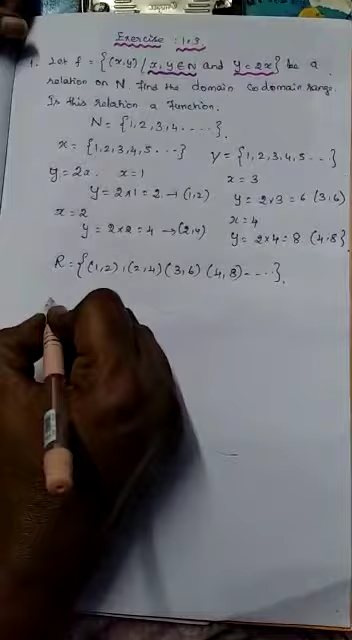 Exercise : 1.3
1. Let f = {(x,y) / x, y ∈ N and y = 2x} be a
relation on N. find the domain Co domain range.
Is this relation a function.
N = {1, 2, 3, 4 .....}.
x = {1, 2, 3, 4, 5 ...} y = {1, 2, 3, 4, 5 ..}
y = 2x. x = 1 x = 3
y = 2×1 = 2 → (1,2) y = 2×3 = 6 (3,6)
x = 2 x = 4
y = 2×2 = 4 → (2,4) y = 2×4 = 8 (4,8}
R = {(1,2), (2,4) (3,6) (4,8) - ....}.